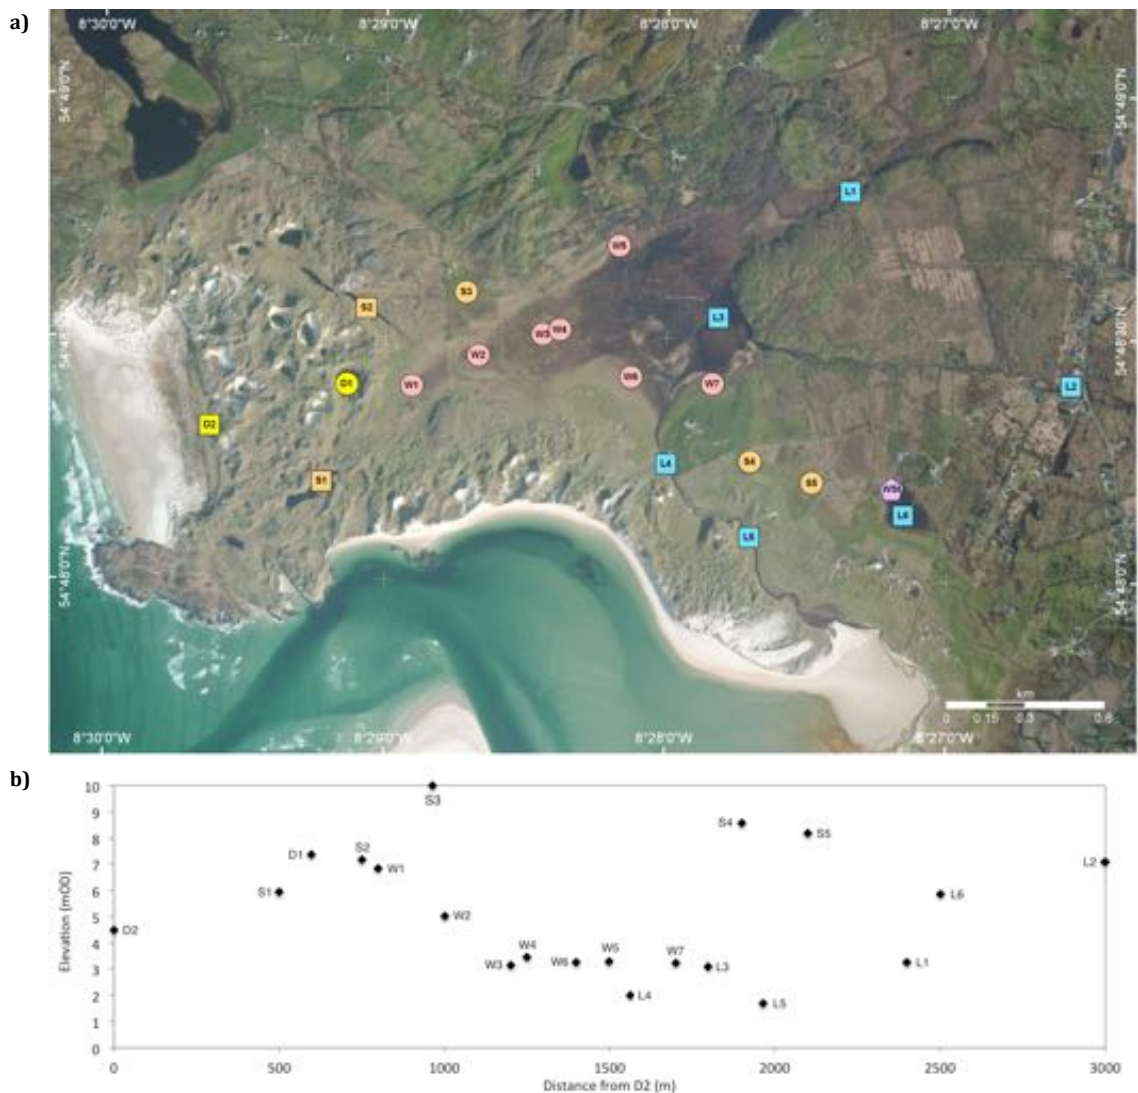 a)
8°30'0"W 8°29'0"W 8°28'0"W 8°27'0"W
54°49'0"N 54°49'0"N
L1
W5
S3
S2
L3
W3 W4
54°48'30"N
W2
D1 W1 W6 W7 L2
D2
S4
L4
S1 S5
L6
L5
54°48'0"N 54°48'0"N
km
0 0.15 0.3 0.6
8°30'0"W 8°29'0"W 8°28'0"W 8°27'0"W
b)
10
S3
9
S4 S5
8
D1 S2 L2
7
W1
6
S1 L6
5
W2
D2
4
W3 W4 W6 W5 W7 L3 L1
3
2
L4 L5
1
0
Elevation (mOD)
0 500 1000 1500 2000 2500 3000
Distance from D2 (m)